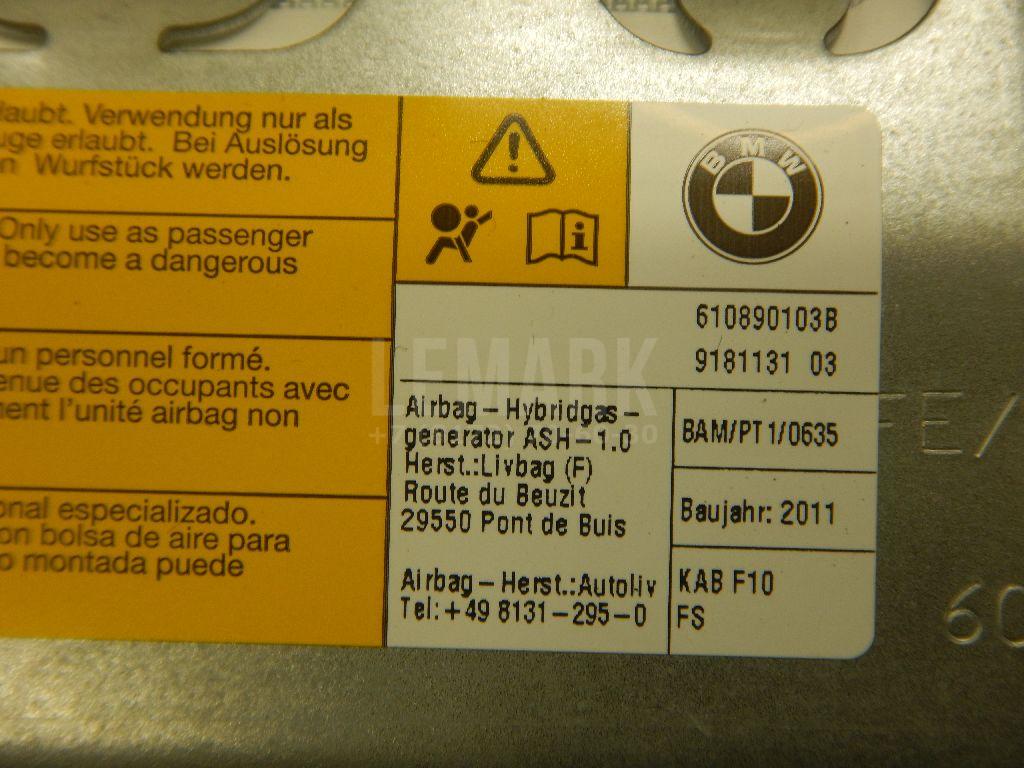 laubt. Verwendung nur als
uge erlaubt. Bei Auslösung
n Wurfstück werden.
Only use as passenger
become a dangerous
un personnel formé.
enue des occupants avec
ment l'unité airbag non
onal especializado.
on bolsa de aire para
o montada puede
BMW
610890103B
9181131 03
LEMARK
Airbag-Hybridgas-
generator ASH-1.0
Herst.:Livbag (F)
Route du Beuzit
29550 Pont de Buis
Airbag-Herst.:Autoliv
Tel:+49 8131-295-0
BAM/PT1/0635
Baujahr: 2011
KAB F10
FS
FE/
60